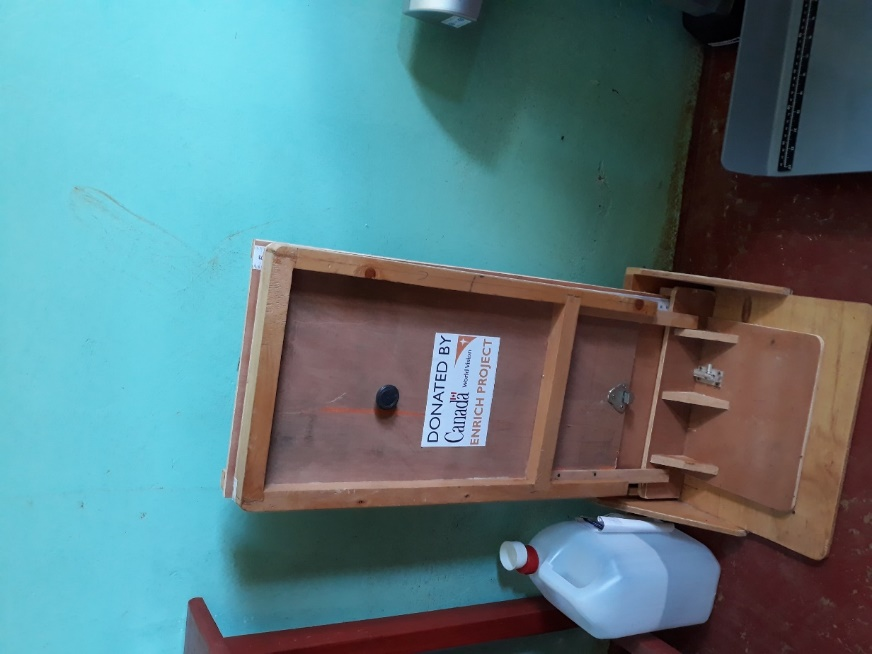 DONATED BY
Canada World Vision
ENRICH PROJECT